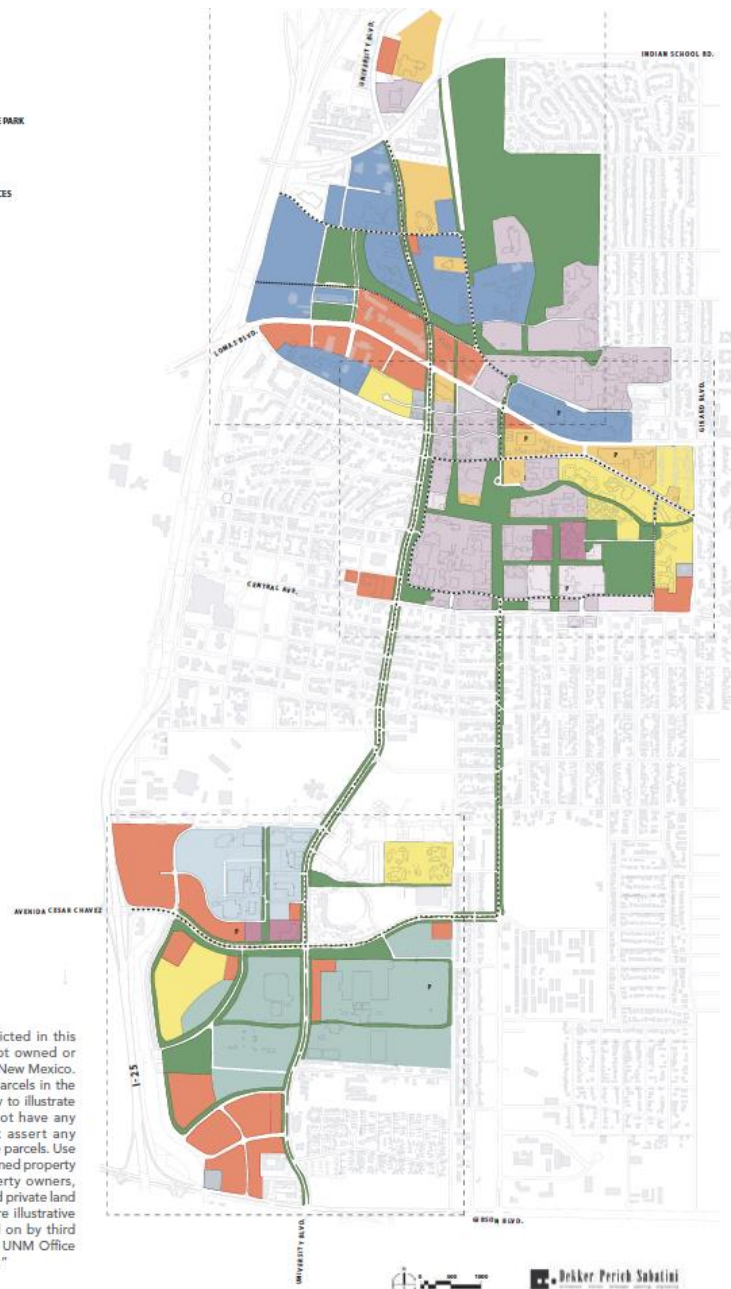 UNIVERSITY BLVD.
INDIAN SCHOOL RD.
E PARK
CES
LOMAS BLVD.
GIRARD BLVD.
P
P
P
CENTRAL AVE.
P
AVENIDA CESAR CHAVEZ
P
P
icted in this
ot owned or
New Mexico.
arcels in the
y to illustrate
ot have any
t assert any
e parcels. Use
ned property
erty owners,
d private land
re illustrative
d on by third
UNM Office
."
I-25
GIBSON BLVD.
UNIVERSITY BLVD.
0 500 1000
Dekker Perich Sabatini